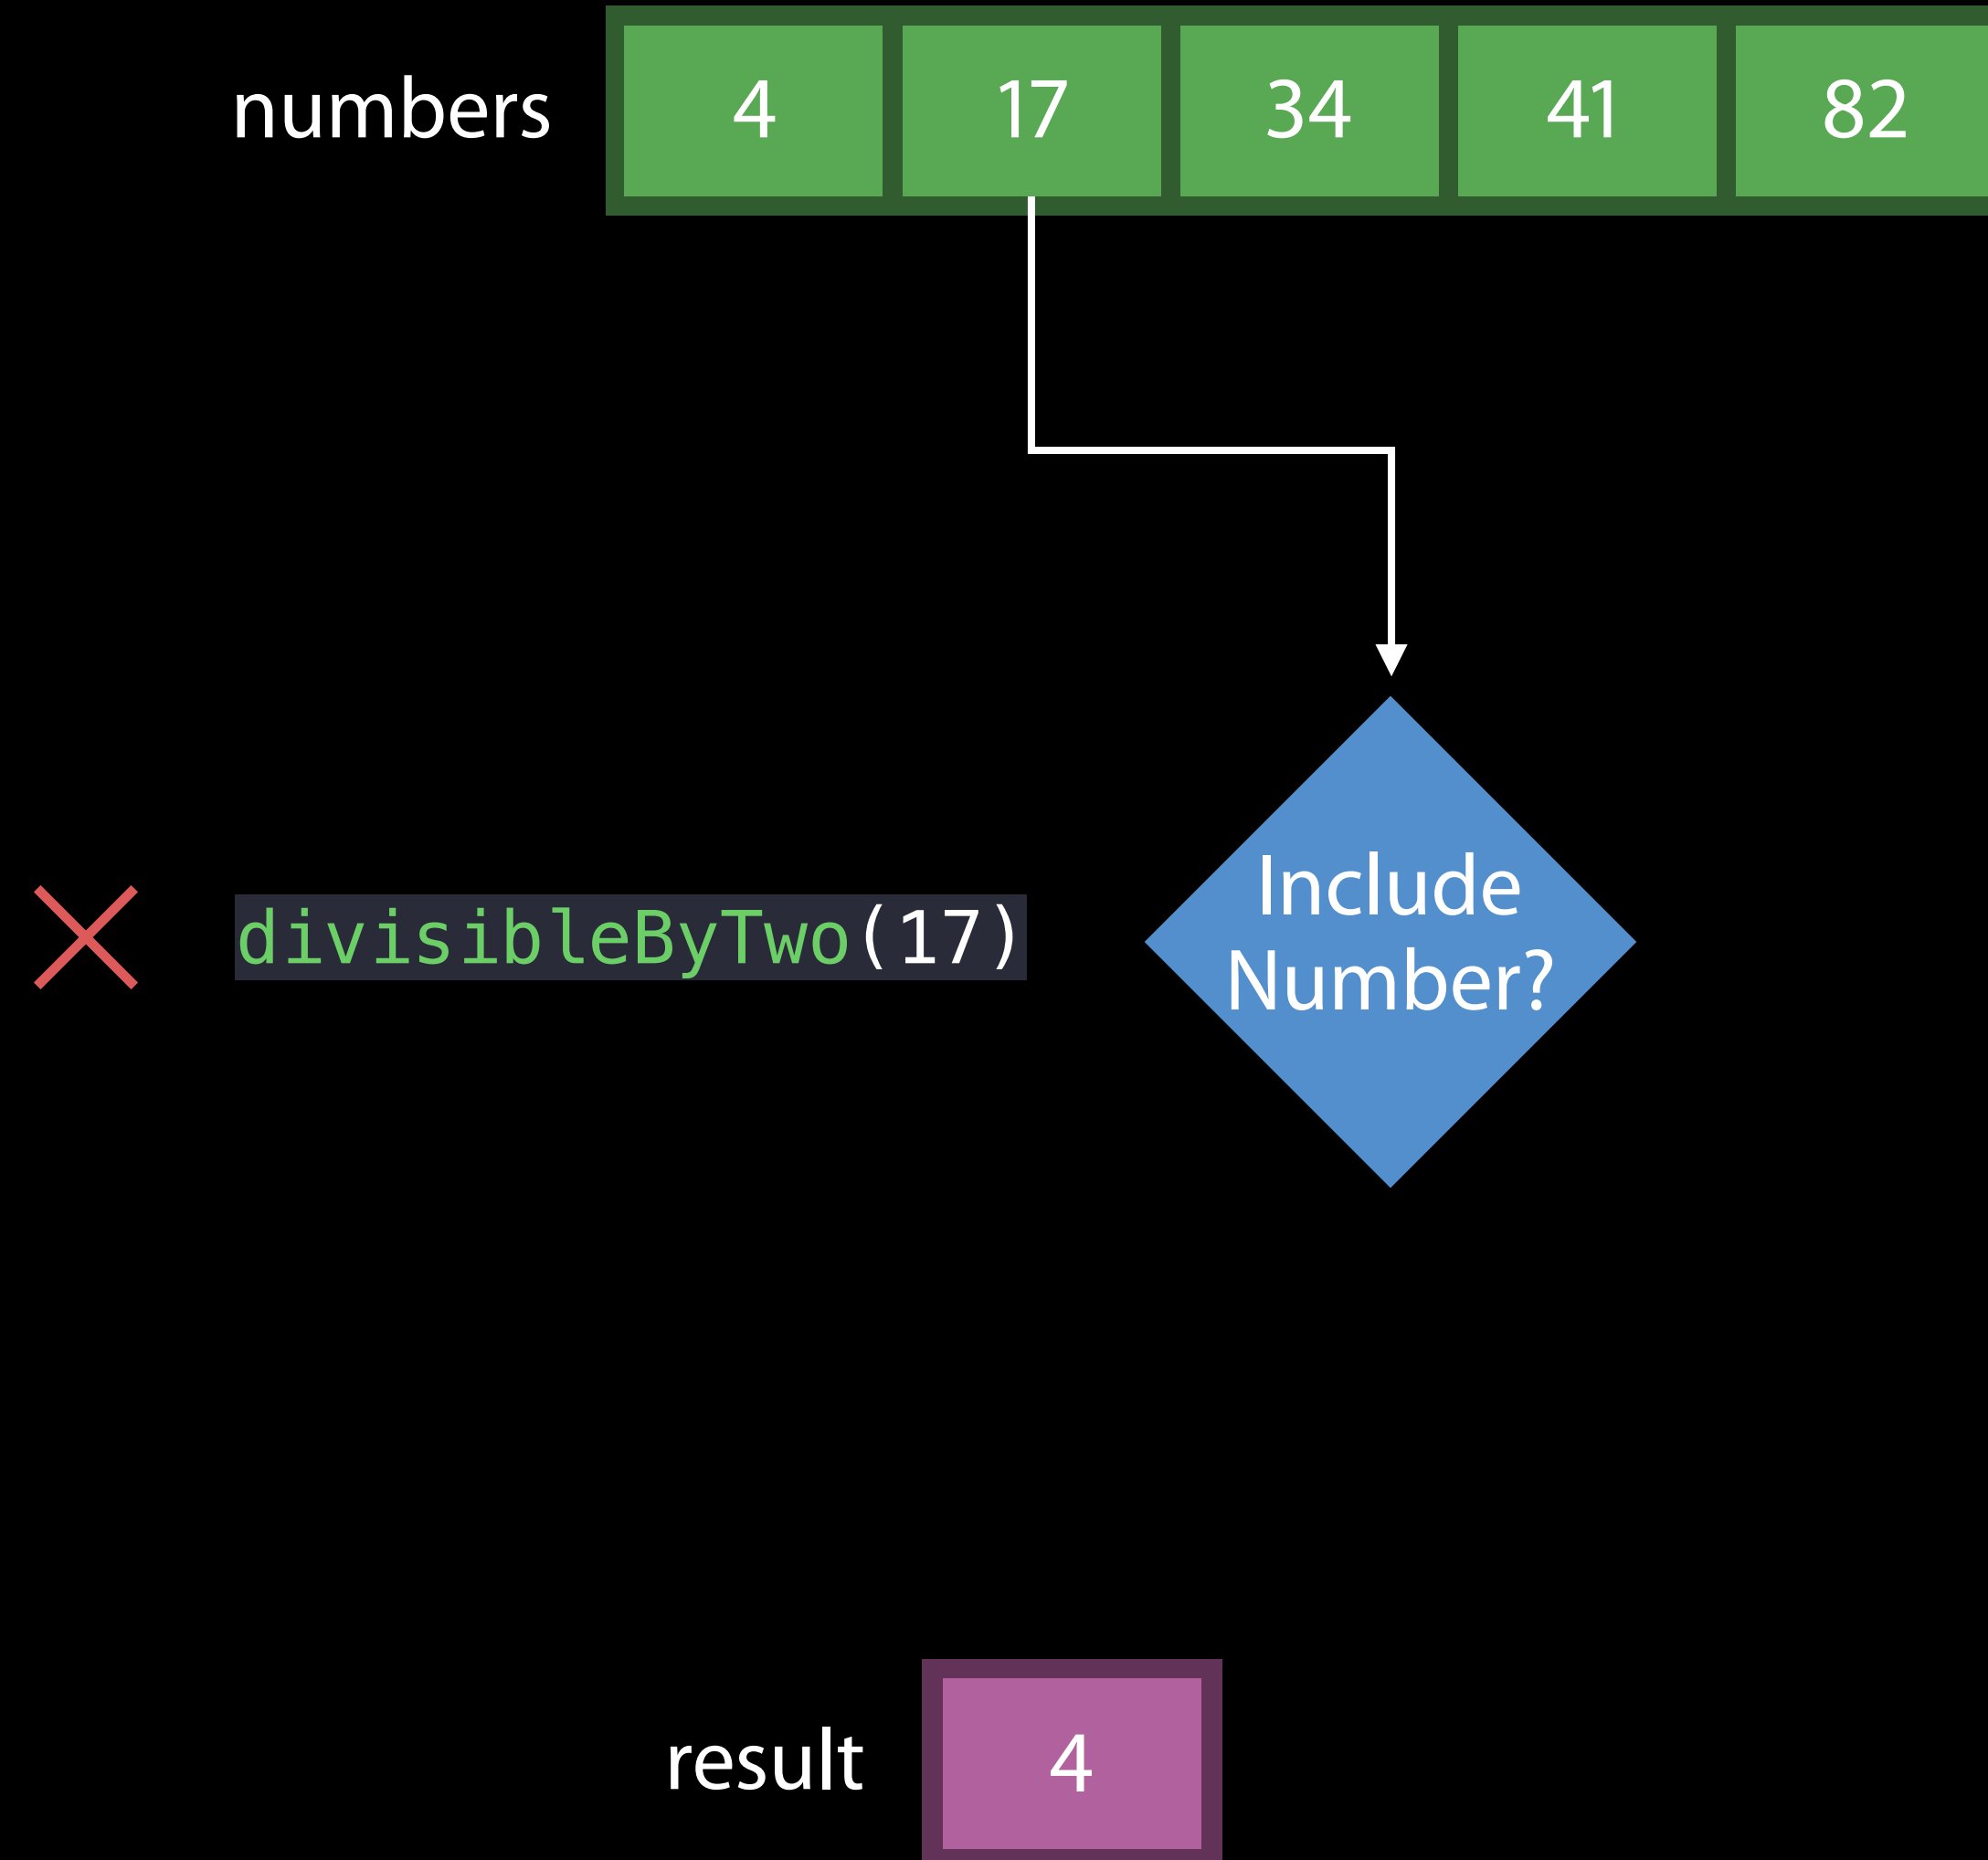 numbers 4 17 34 41 82
divisibleByTwo(17)
Include
Number?
result 4